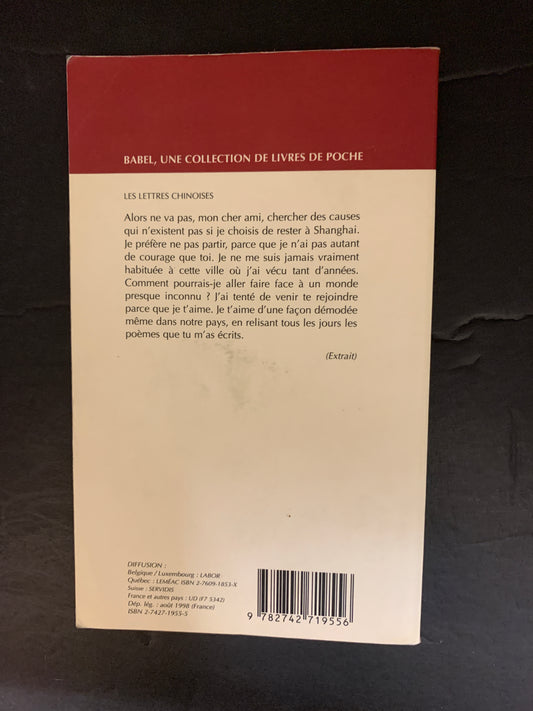 BABEL, UNE COLLECTION DE LIVRES DE POCHE
LES LETTRES CHINOISES
Alors ne va pas, mon cher ami, chercher des causes
qui n'existent pas si je choisis de rester à Shanghai.
Je préfère ne pas partir, parce que je n'ai pas autant
de courage que toi. Je ne me suis jamais vraiment
habituée à cette ville où j'ai vécu tant d'années.
Comment pourrais-je aller faire face à un monde
presque inconnu ? J'ai tenté de venir te rejoindre
parce que je t'aime. Je t'aime d'une façon démodée
même dans notre pays, en relisant tous les jours les
poèmes que tu m'as écrits.
(Extrait)
DIFFUSION :
Belgique / Luxembourg : LABOR
Québec : LEMÉAC ISBN 2-7609-1853-X
Suisse : SERVIDIS
France et autres pays : UD (F7 5342)
Dép. lég. : août 1998 (France)
ISBN 2-7427-1955-5
9 782742 719556